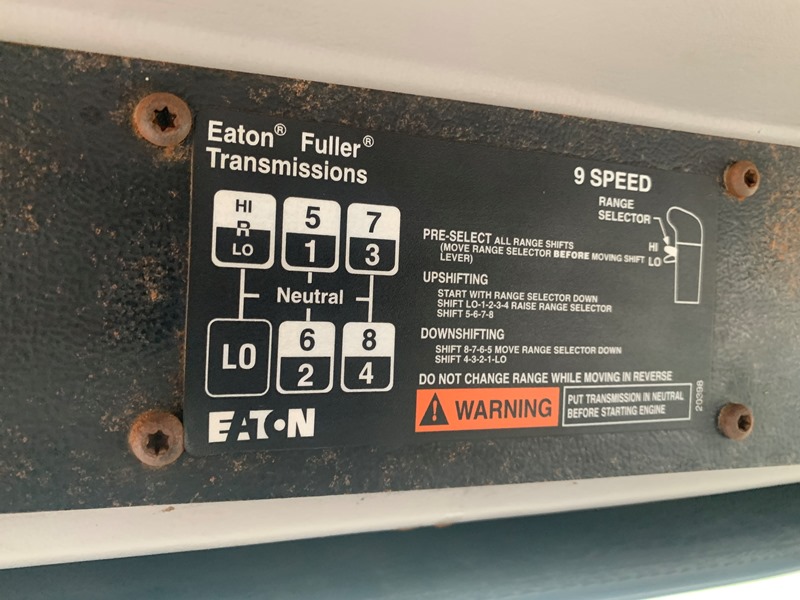 Eaton® Fuller®
Transmissions
HI
R
LO
5
1
7
3
Neutral
LO
6
2
8
4
EATON
9 SPEED
RANGE
SELECTOR
HI
LO
PRE-SELECT ALL RANGE SHIFTS
(MOVE RANGE SELECTOR BEFORE MOVING SHIFT
LEVER)
UPSHIFTING
START WITH RANGE SELECTOR DOWN
SHIFT LO-1-2-3-4 RAISE RANGE SELECTOR
SHIFT 5-6-7-8
DOWNSHIFTING
SHIFT 8-7-6-5 MOVE RANGE SELECTOR DOWN
SHIFT 4-3-2-1-LO
DO NOT CHANGE RANGE WHILE MOVING IN REVERSE
WARNING
PUT TRANSMISSION IN NEUTRAL
BEFORE STARTING ENGINE
20398